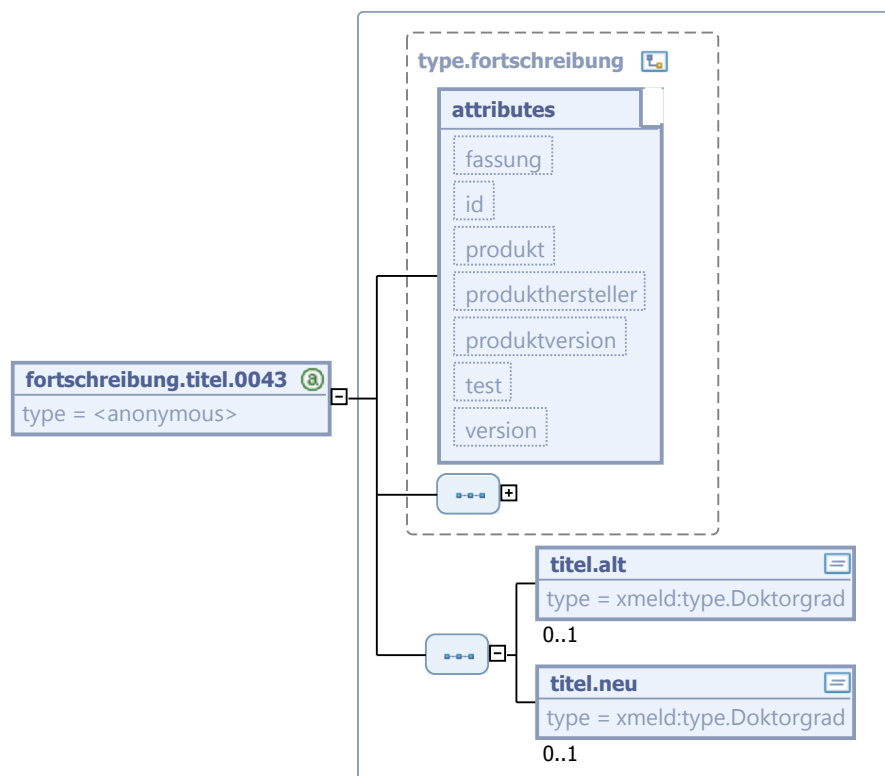 type.fortschreibung
attributes
fassung
id
produkt
produkthersteller
produktversion
test
version
fortschreibung.titel.0043 a
type = <anonymous>
titel.alt
type = xmeld:type.Doktorgrad
0..1
titel.neu
type = xmeld:type.Doktorgrad
0..1